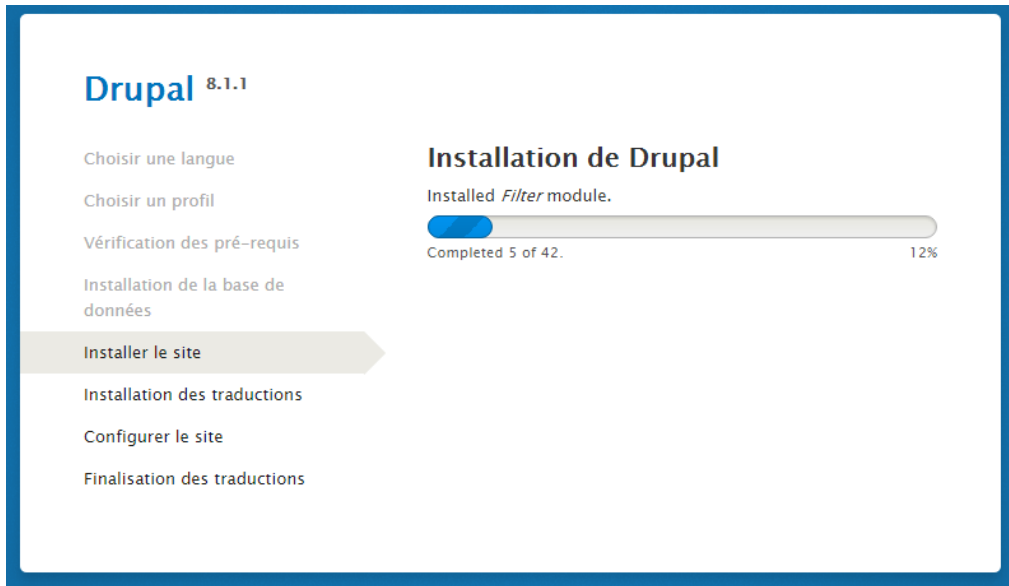 Drupal 8.1.1
Choisir une langue
Choisir un profil
Vérification des pré-requis
Installation de la base de
données
Installer le site
Installation des traductions
Configurer le site
Finalisation des traductions
Installation de Drupal
Installed Filter module.
Completed 5 of 42. 12%